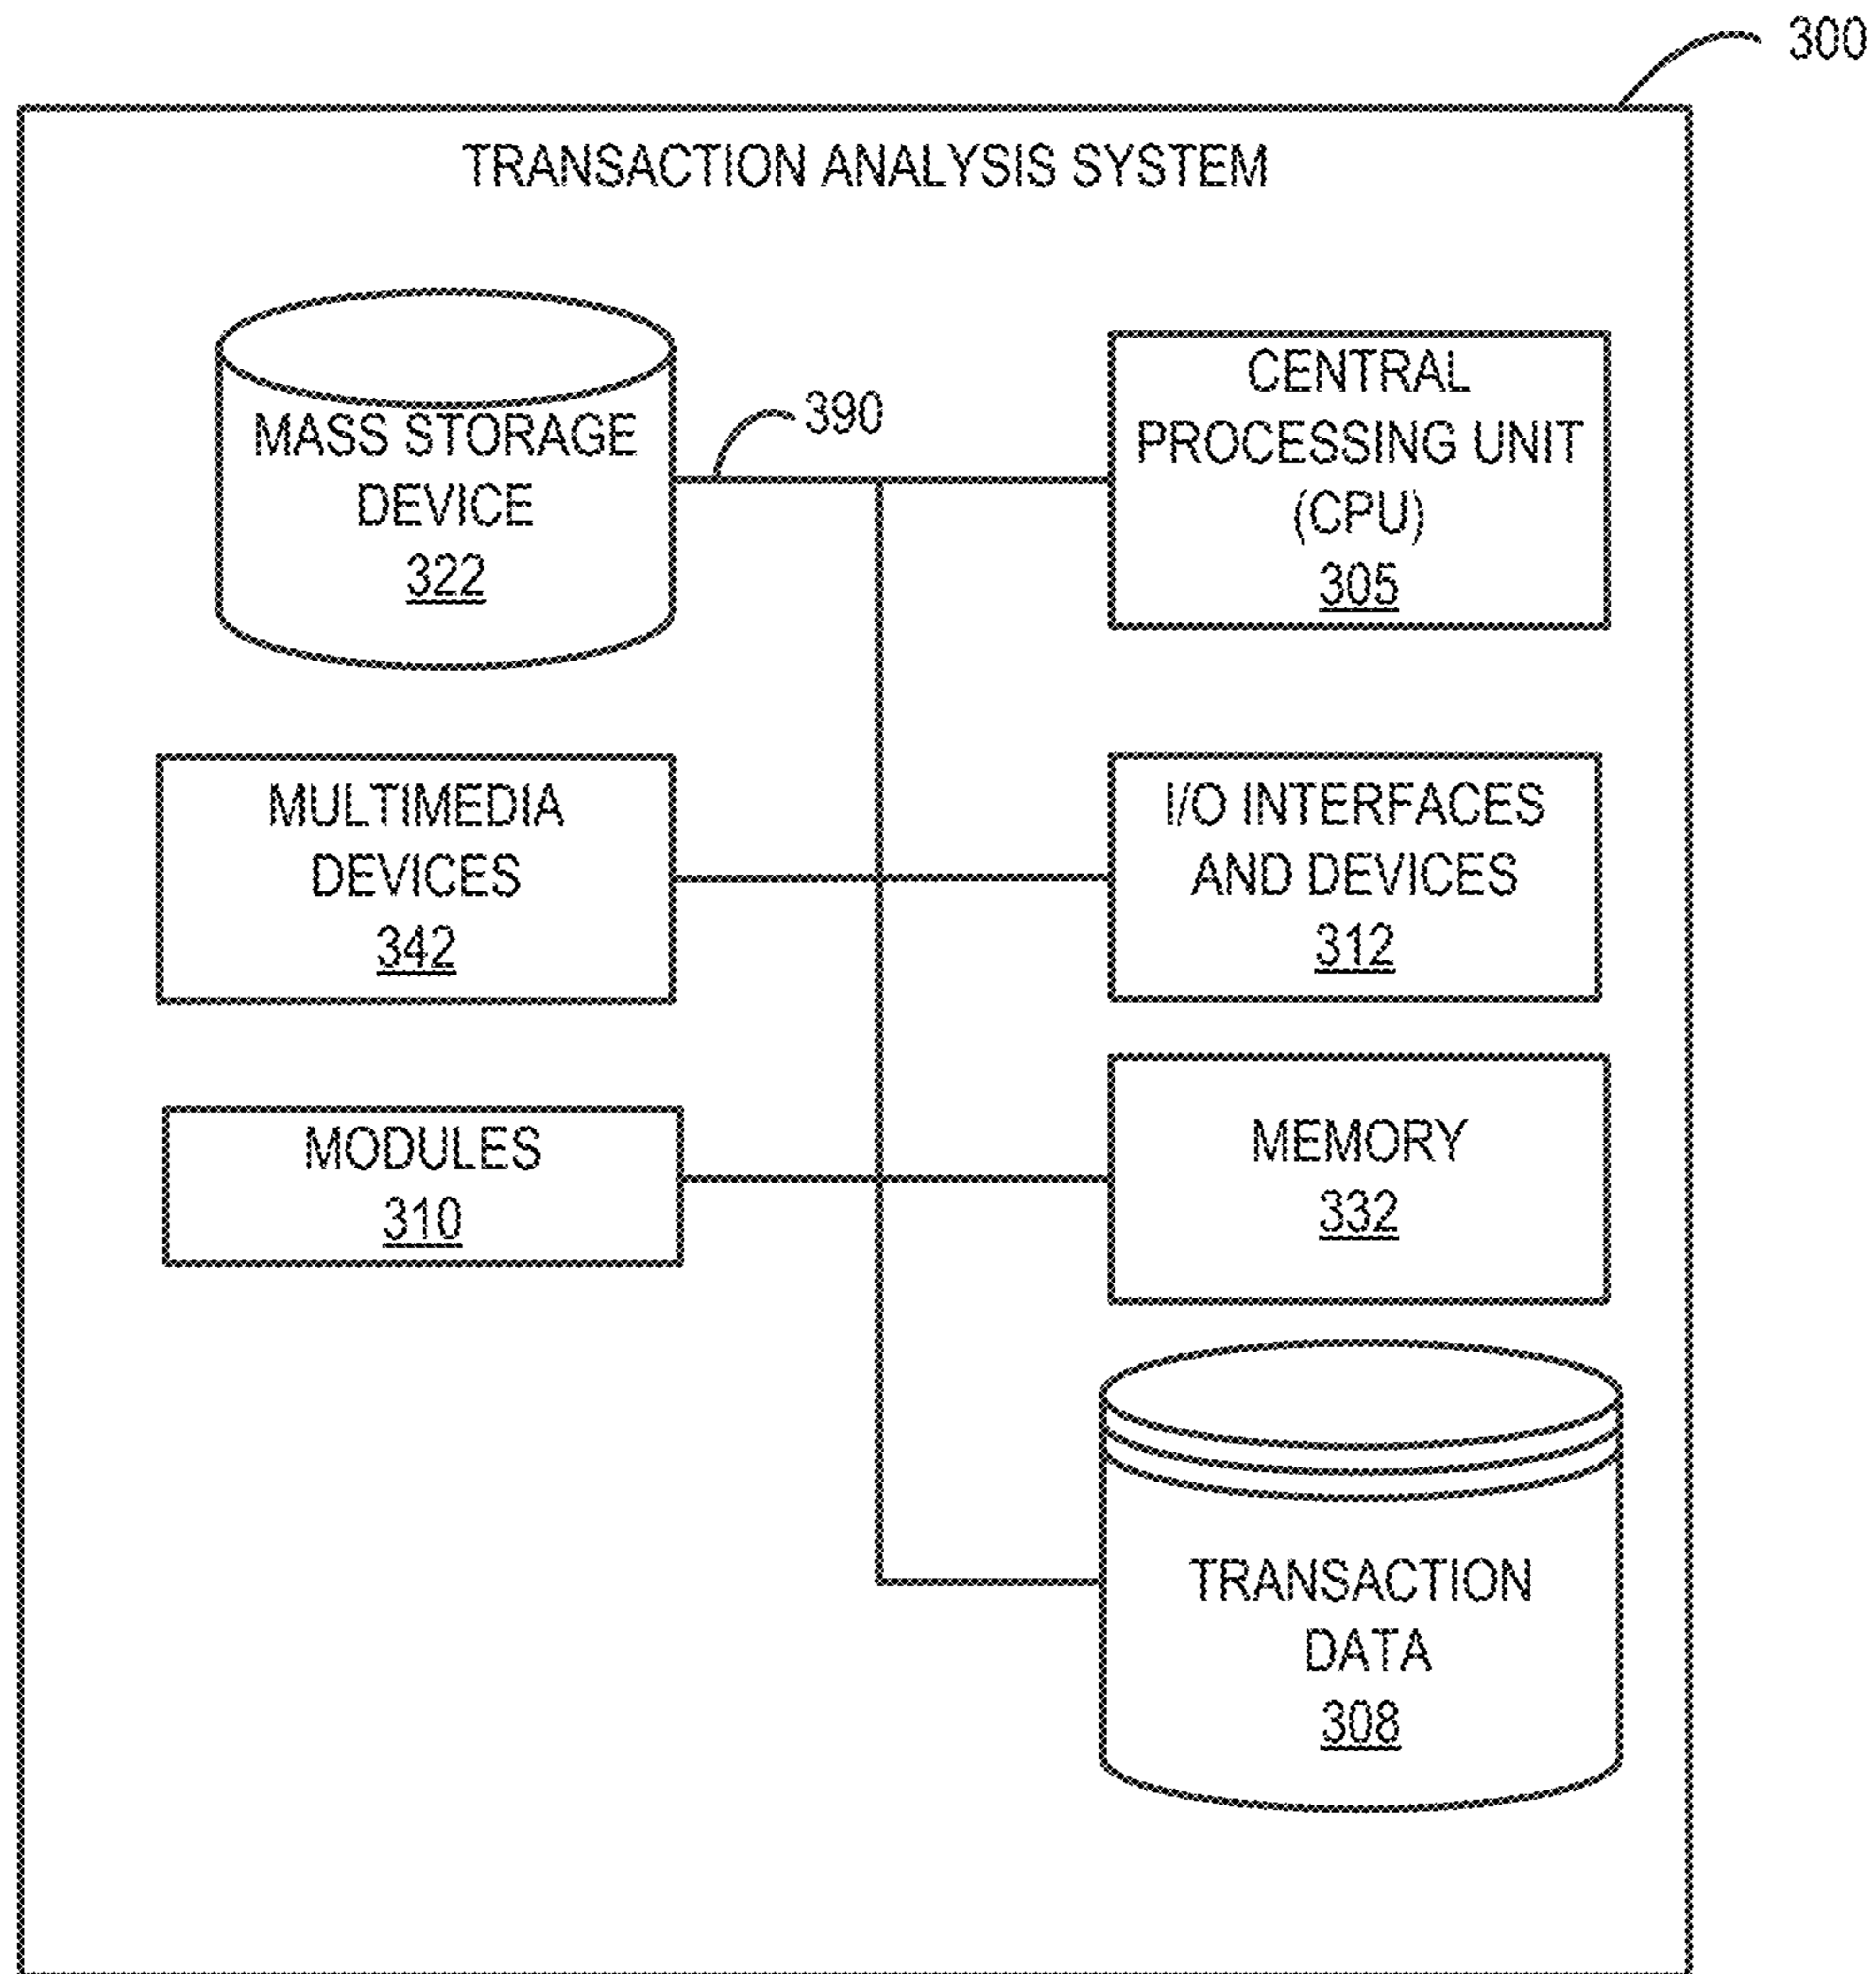 300
TRANSACTION ANALYSIS SYSTEM
MASS STORAGE
DEVICE
322
390
CENTRAL
PROCESSING UNIT
(CPU)
305
MULTIMEDIA
DEVICES
342
I/O INTERFACES
AND DEVICES
312
MODULES
310
MEMORY
332
TRANSACTION
DATA
308